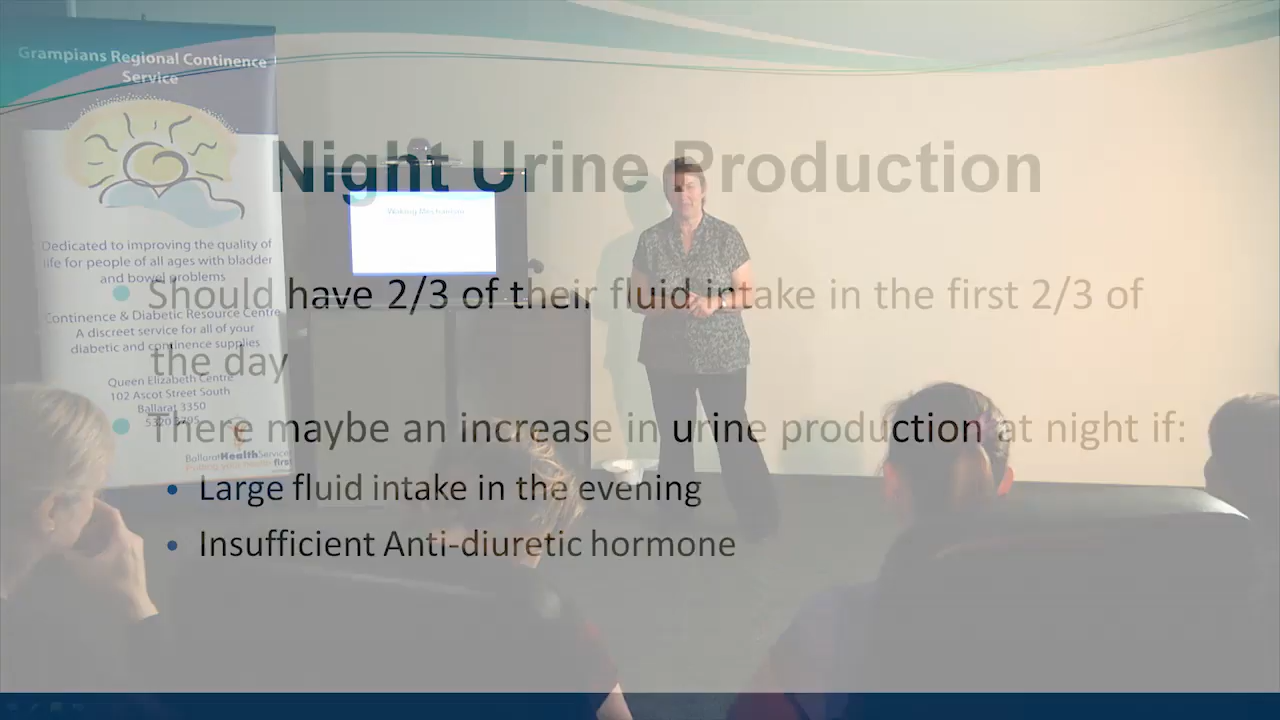 Grampians Regional Continence
Service
Dedicated to improving the quality of
life for people of all ages with bladder
and bowel problems
Continence & Diabetic Resource Centre
A discreet service for all of your
diabetic and continence supplies
Queen Elizabeth Centre
102 Ascot Street South
Ballarat 3350
BallaratHealthServices
first
Waking Mechanism
Night Urine Production
Should have 2/3 of their fluid intake in the first 2/3 of
the day
There maybe an increase in urine production at night if:
Large fluid intake in the evening
Insufficient Anti-diuretic hormone